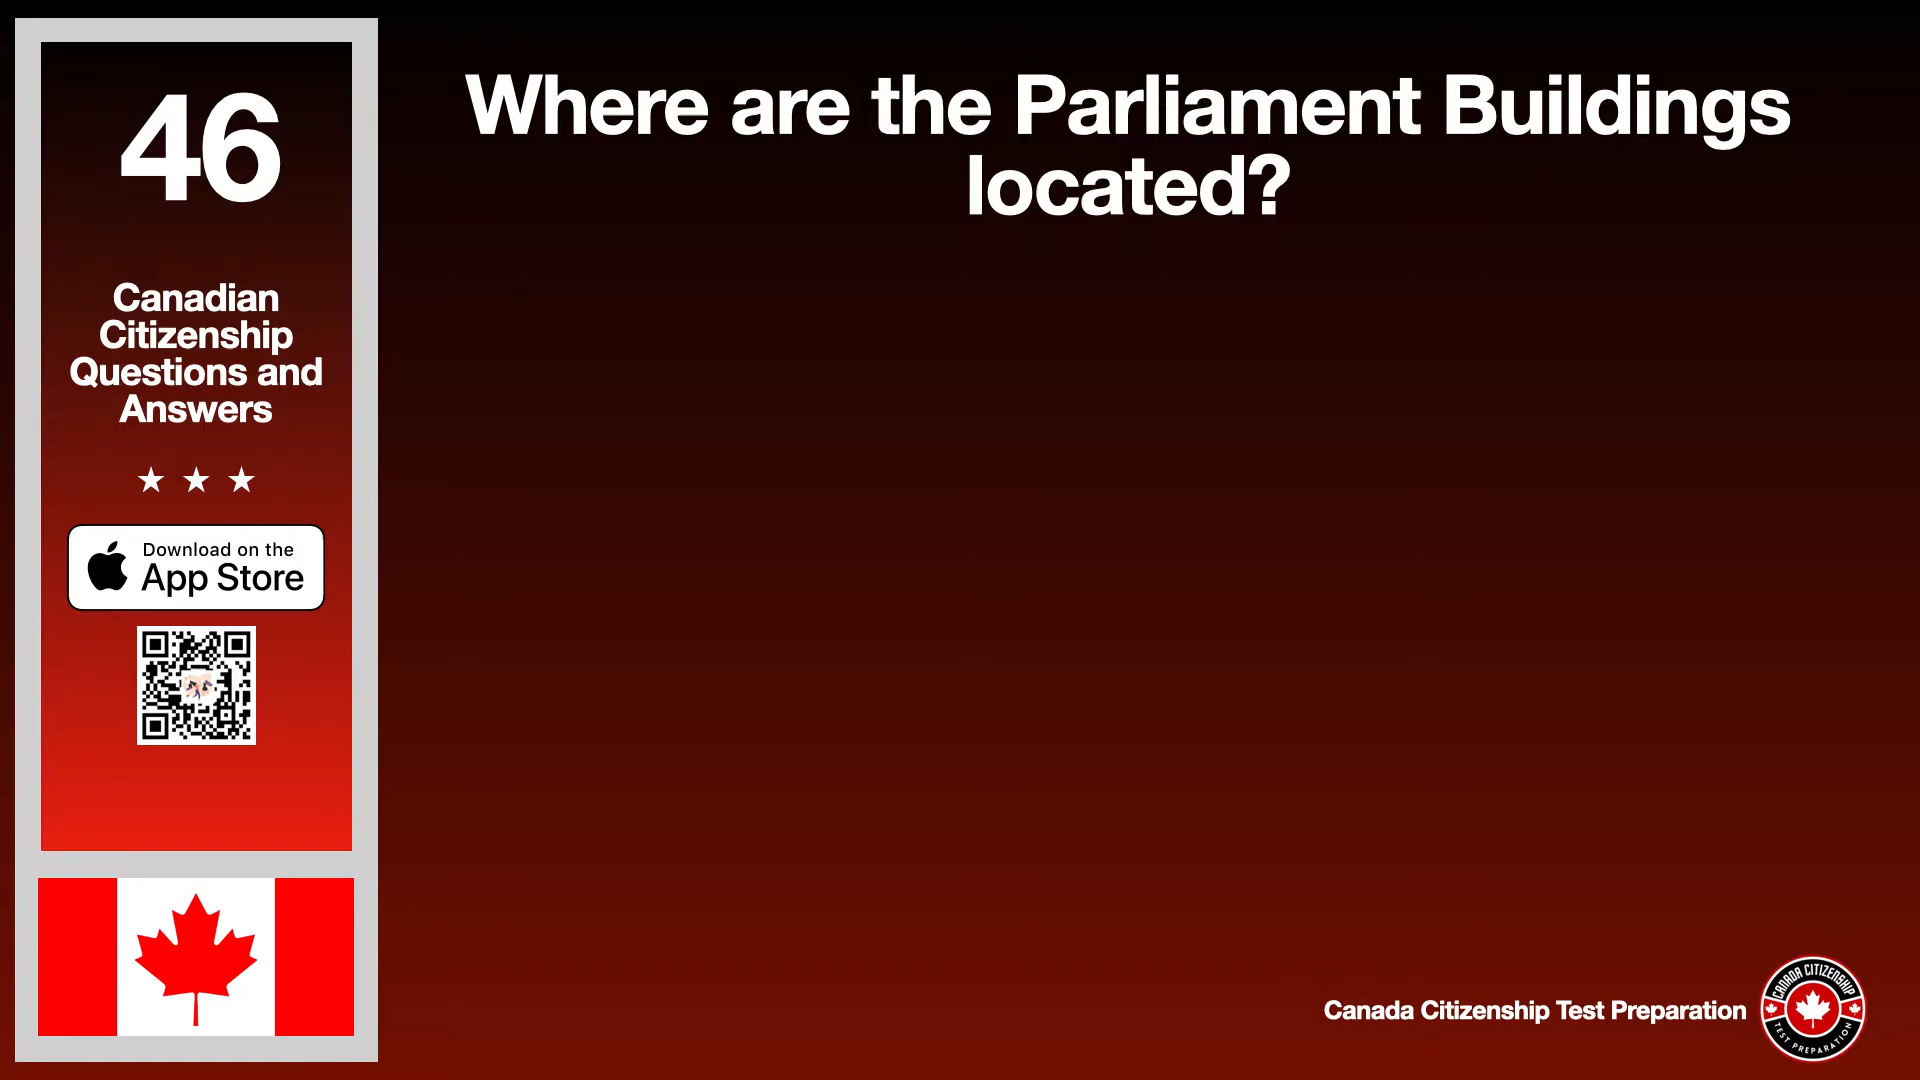 46
Canadian
Citizenship
Questions and
Answers
★ ★ ★
Download on the
App Store
Where are the Parliament Buildings
located?
Canada Citizenship Test Preparation
CANADA CITIZENSHIP
TEST PREPARATION